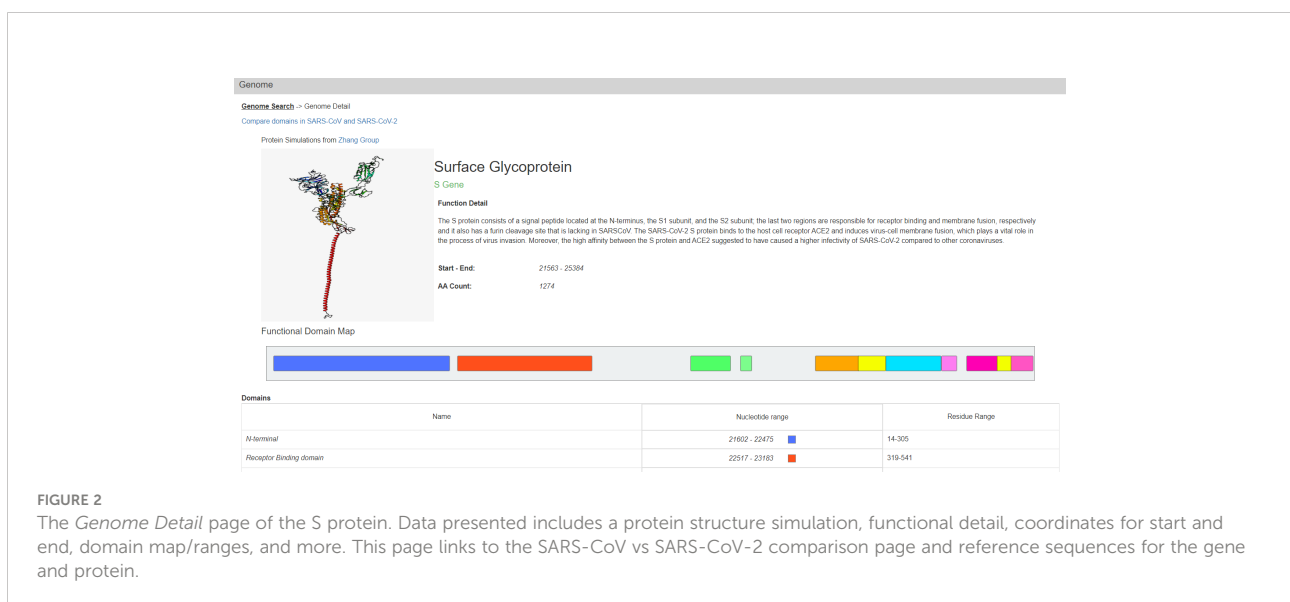 Genome
Genome Search -> Genome Detail
Compare domains in SARS-CoV and SARS-CoV-2
Protein Simulations from Zhang Group
Surface Glycoprotein
S Gene
Function Detail
The S protein consists of a signal peptide located at the N-terminus, the S1 subunit, and the S2 subunit; the last two regions are responsible for receptor binding and membrane fusion, respectively
and it also has a furin cleavage site that is lacking in SARSCoV. The SARS-CoV-2 S protein binds to the host cell receptor ACE2 and induces virus-cell membrane fusion, which plays a vital role in
the process of virus invasion. Moreover, the high affinity between the S protein and ACE2 suggested to have caused a higher infectivity of SARS-CoV-2 compared to other coronaviruses.
Start - End: 21563 - 25384
AA Count: 1274
Functional Domain Map
Domains
Name Nucleotide range Residue Range
N-terminal 21602 - 22475 14-305
Receptor Binding domain 22517 - 23183 319-541
FIGURE 2
The Genome Detail page of the S protein. Data presented includes a protein structure simulation, functional detail, coordinates for start and
end, domain map/ranges, and more. This page links to the SARS-CoV vs SARS-CoV-2 comparison page and reference sequences for the gene
and protein.